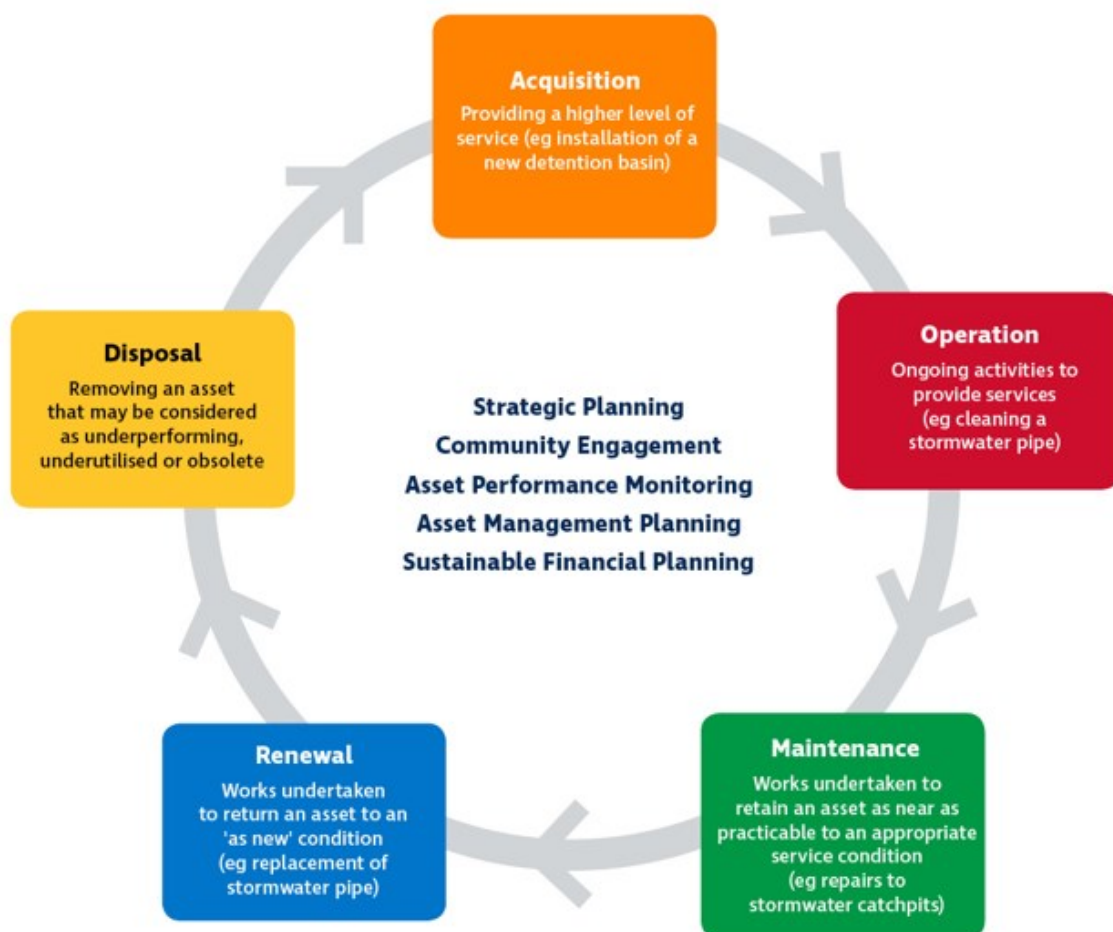 Acquisition
Providing a higher level of
service (eg installation of a
new detention basin)
Operation
Ongoing activities to
provide services
(eg cleaning a
stormwater pipe)
Maintenance
Works undertaken to
retain an asset as near as
practicable to an appropriate
service condition
(eg repairs to
stormwater catchpits)
Renewal
Works undertaken
to return an asset to an
'as new' condition
(eg replacement of
stormwater pipe)
Disposal
Removing an asset
that may be considered
as underperforming,
underutilised or obsolete
Strategic Planning
Community Engagement
Asset Performance Monitoring
Asset Management Planning
Sustainable Financial Planning